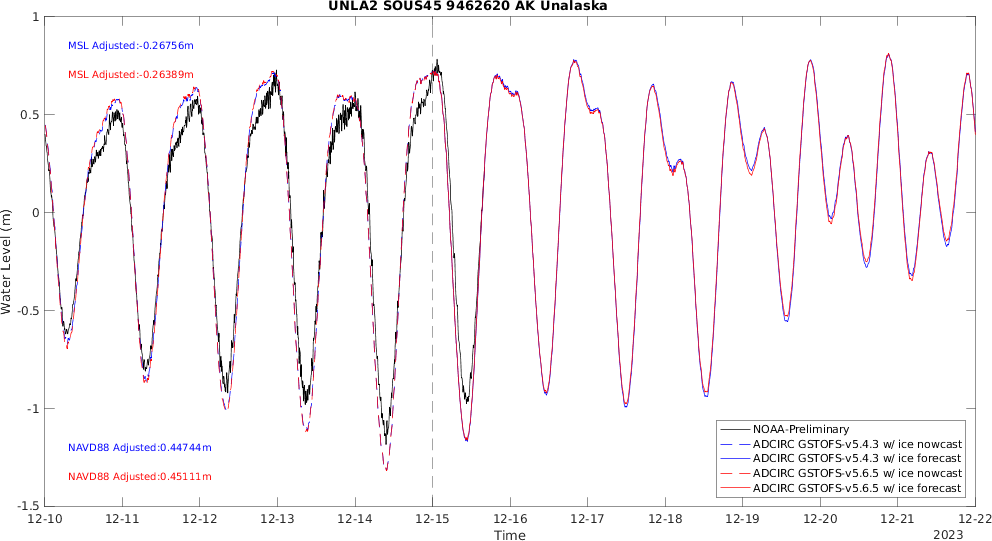 UNLA2 SOUS45 9462620 AK Unalaska
MSL Adjusted:-0.26756m
MSL Adjusted:-0.26389m
NAVD88 Adjusted:0.44744m
NAVD88 Adjusted:0.45111m
Water Level (m)
1
0.5
0
-0.5
-1
-1.5
NOAA-Preliminary
ADCIRC GSTOFS-v5.4.3 w/ ice nowcast
ADCIRC GSTOFS-v5.4.3 w/ ice forecast
ADCIRC GSTOFS-v5.6.5 w/ ice nowcast
ADCIRC GSTOFS-v5.6.5 w/ ice forecast
12-10 12-11 12-12 12-13 12-14 12-15 12-16 12-17 12-18 12-19 12-20 12-21 12-22
Time
2023